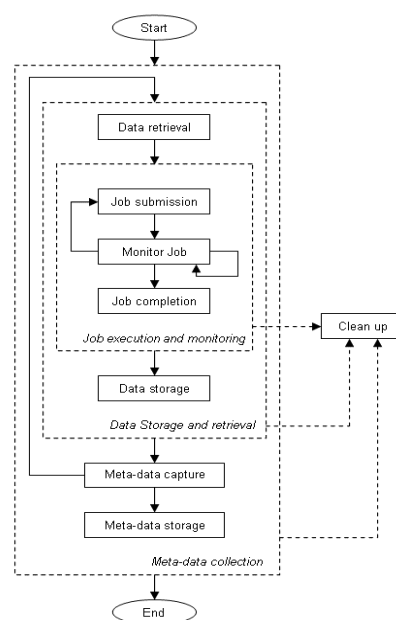 Start
Data retrieval
Job submission
Monitor Job
Job completion
Clean up
Job execution and monitoring
Data storage
Data Storage and retrieval
Meta-data capture
Meta-data storage
Meta-data collection
End